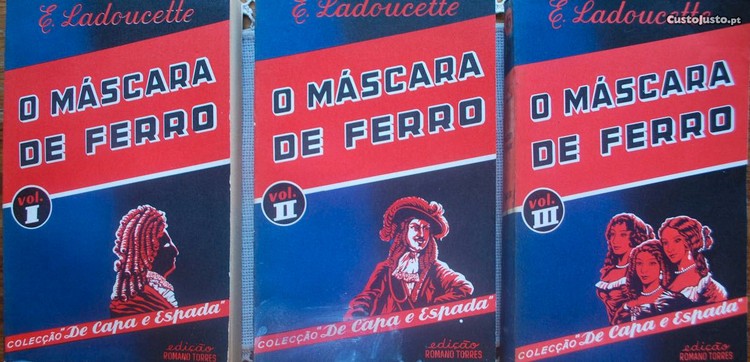 E. Ladoucette
O MÁSCARA
DE FERRO
vol.
I
COLECÇÃO "De Capa e Espada"
edição
ROMANO TORRES
E. Ladoucette
O MÁSCARA
DE FERRO
vol.
II
COLECÇÃO "De Capa e Espada"
edição
ROMANO TORRES
E. Ladoucette
O MÁSCARA
DE FERRO
vol.
III
COLECÇÃO "De Capa e Espada"
edição
ROMANO TORRES
CustoJusto.pt